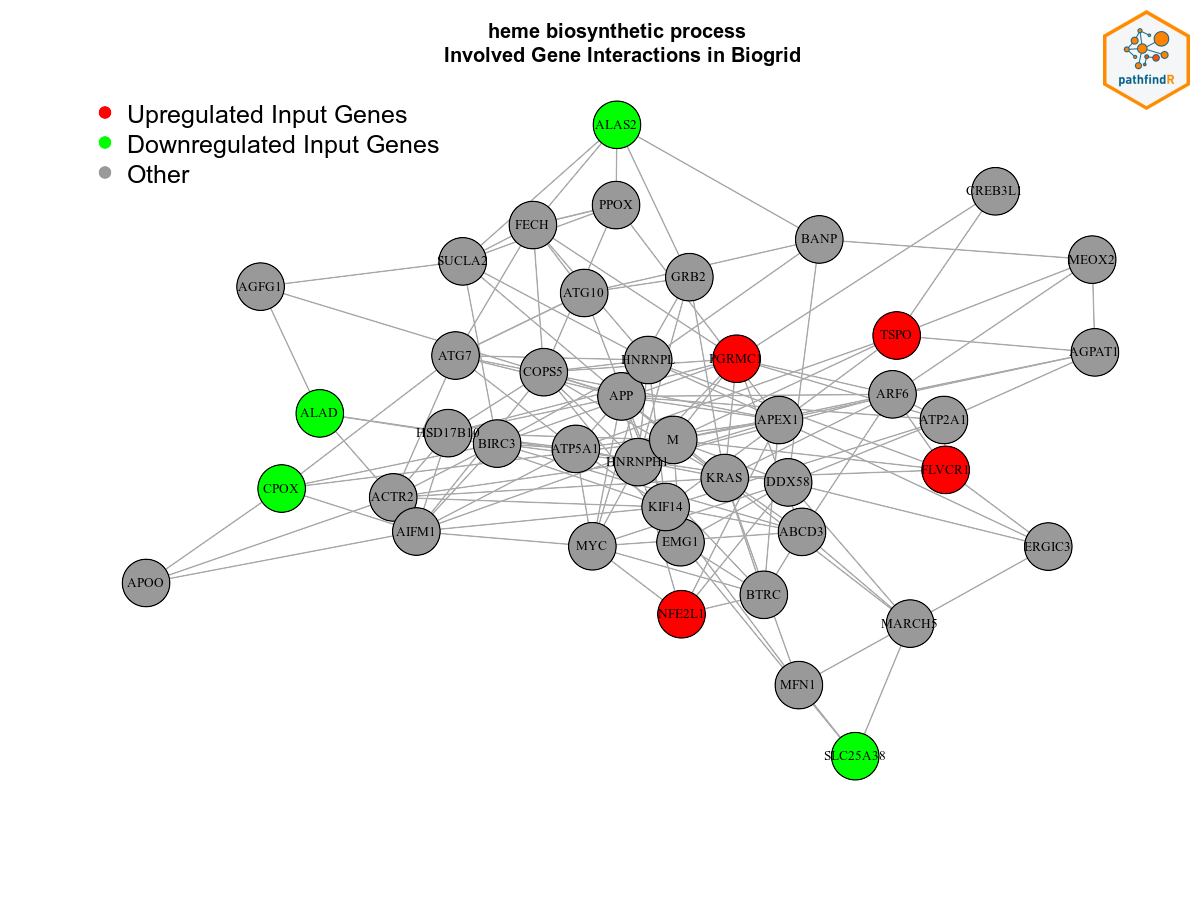 heme biosynthetic process
Involved Gene Interactions in Biogrid
pathfindR
Upregulated Input Genes
Downregulated Input Genes
Other
ALAS2
CREB3L1
PPOX
FECH
BANP
SUCLA2
MEOX2
GRB2
AGFG1
ATG10
TSPO
ATG7
HNRNPL
PGRMC1
AGPAT1
COPS5
APP
ARF6
ALAD
HSD17B10
BIRC3
ATP5A1
M
APEX1
ATP2A1
HNRNPH1
FLVCR1
CPOX
ACTR2
KRAS
DDX58
KIF14
AIFM1
MYC
EMG1
ABCD3
ERGIC3
APOO
BTRC
NFE2L1
MARCH5
MFN1
SLC25A38